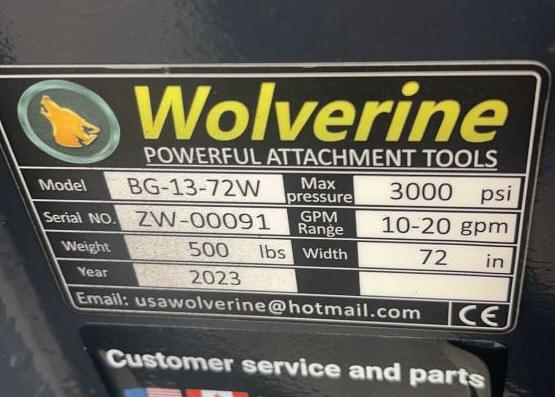 Wolverine
POWERFUL ATTACHMENT TOOLS
Model BG-13-72W Max pressure 3000 psi
Serial NO. ZW-00091 GPM Range 10-20 gpm
Weight 500 lbs Width 72 in
Year 2023
Email: usawolverine@hotmail.com CE
Customer service and parts